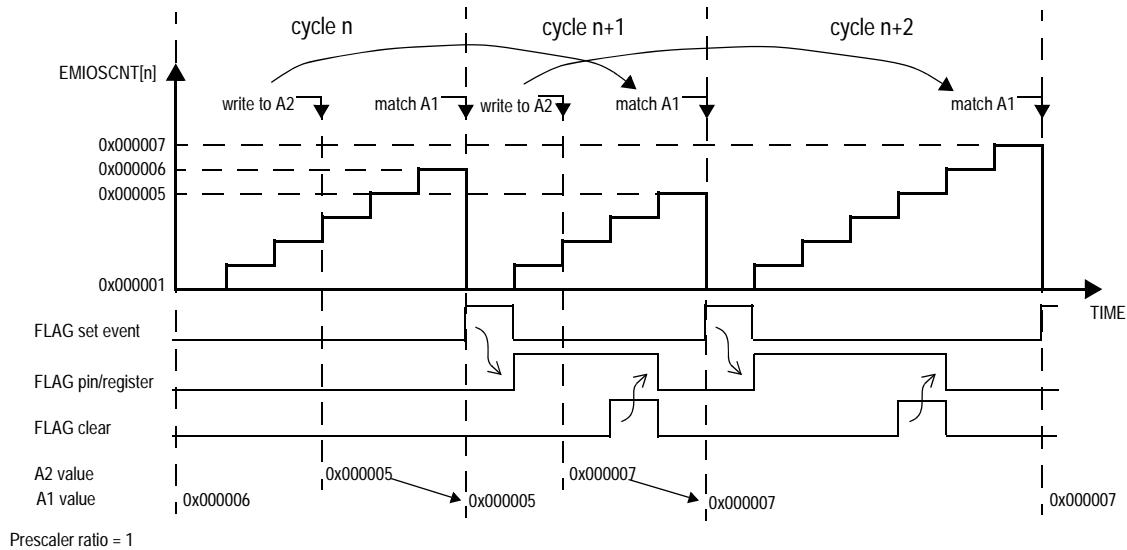 cycle n cycle n+1 cycle n+2
EMIOSCNT[n]
write to A2 match A1 write to A2 match A1 match A1
0x000007
0x000006
0x000005
0x000001
TIME
FLAG set event
FLAG pin/register
FLAG clear
A2 value 0x000005 0x000007
A1 value 0x000006 0x000005 0x000007 0x000007
Prescaler ratio = 1